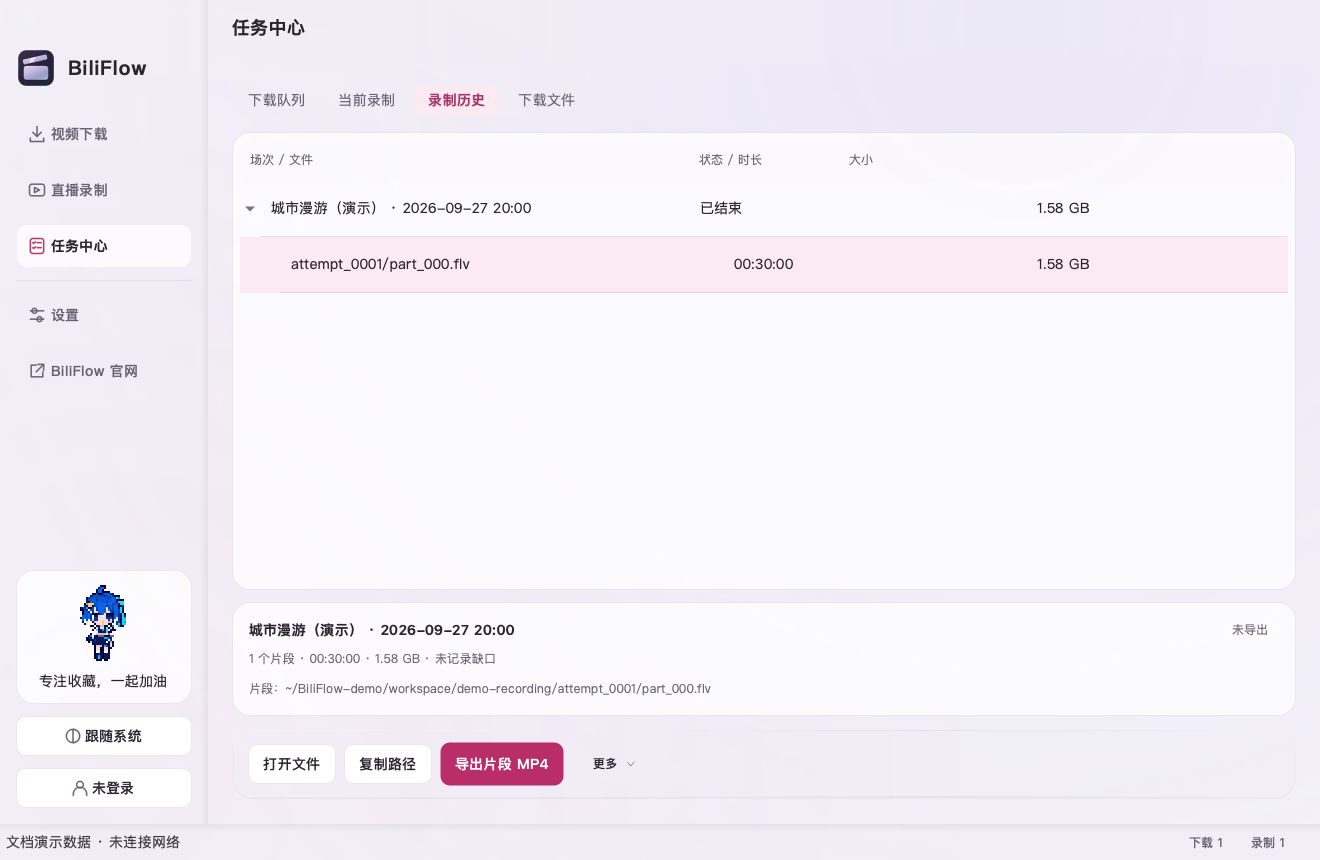 任务中心
BiliFlow
视频下载
直播录制
任务中心
设置
BiliFlow 官网
专注收藏，一起加油
跟随系统
未登录
下载队列 当前录制 录制历史 下载文件
场次 / 文件 状态 / 时长 大小
城市漫游（演示） · 2026-09-27 20:00 已结束 1.58 GB
attempt_0001/part_000.flv 00:30:00 1.58 GB
城市漫游（演示） · 2026-09-27 20:00 未导出
1 个片段 · 00:30:00 · 1.58 GB · 未记录缺口
片段：~/BiliFlow-demo/workspace/demo-recording/attempt_0001/part_000.flv
打开文件 复制路径 导出片段 MP4 更多
文档演示数据 · 未连接网络 下载 1 录制 1